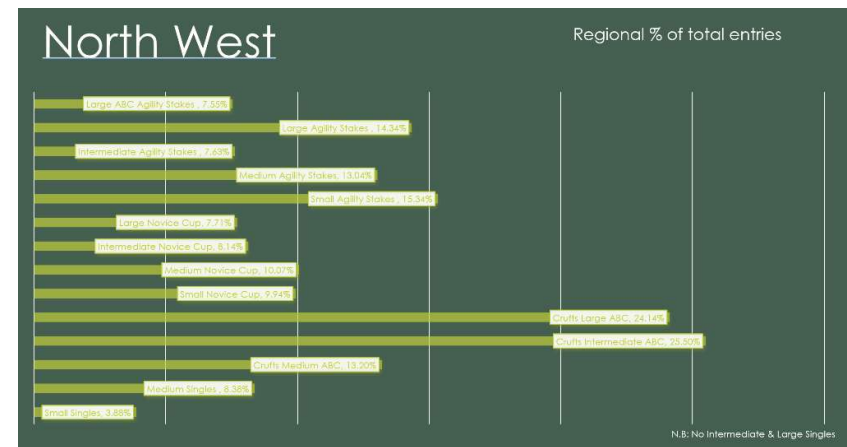 North West
Regional % of total entries
Large ABC Agility Stakes , 7.55%
Large Agility Stakes , 14.34%
Intermediate Agility Stakes , 7.63%
Medium Agility Stakes, 13.04%
Small Agility Stakes , 15.34%
Large Novice Cup, 7.71%
Intermediate Novice Cup, 8.14%
Medium Novice Cup, 10.07%
Small Novice Cup, 9.94%
Crufts Large ABC, 24.14%
Crufts Intermediate ABC, 25.50%
Crufts Medium ABC, 13.20%
Medium Singles , 8.38%
Small Singles, 3.88%
N.B: No Intermediate & Large Singles